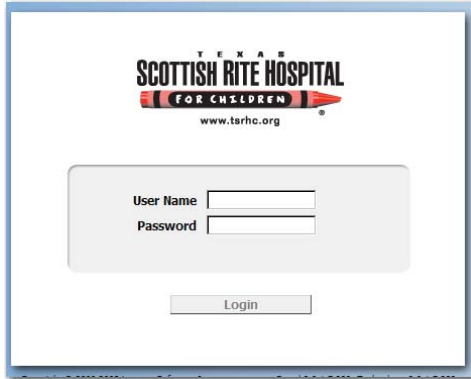 TEXAS
SCOTTISH RITE HOSPITAL
FOR CHILDREN
®
www.tsrhc.org
User Name
Password
Login